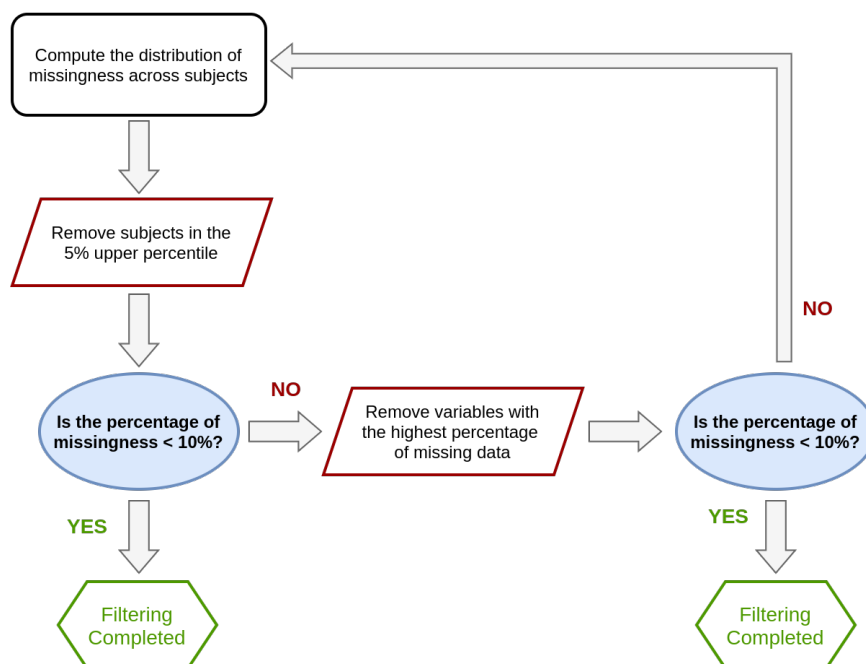 Compute the distribution of
missingness across subjects
Remove subjects in the
5% upper percentile
NO
NO
Is the percentage of
missingness < 10%?
Remove variables with
the highest percentage
of missing data
Is the percentage of
missingness < 10%?
YES
YES
Filtering
Completed
Filtering
Completed